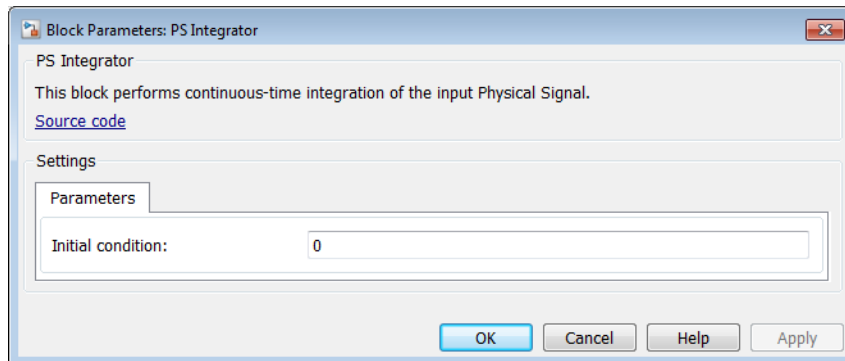 Block Parameters: PS Integrator
PS Integrator
This block performs continuous-time integration of the input Physical Signal.
Source code
Settings
Parameters
Initial condition: 0
OK Cancel Help Apply